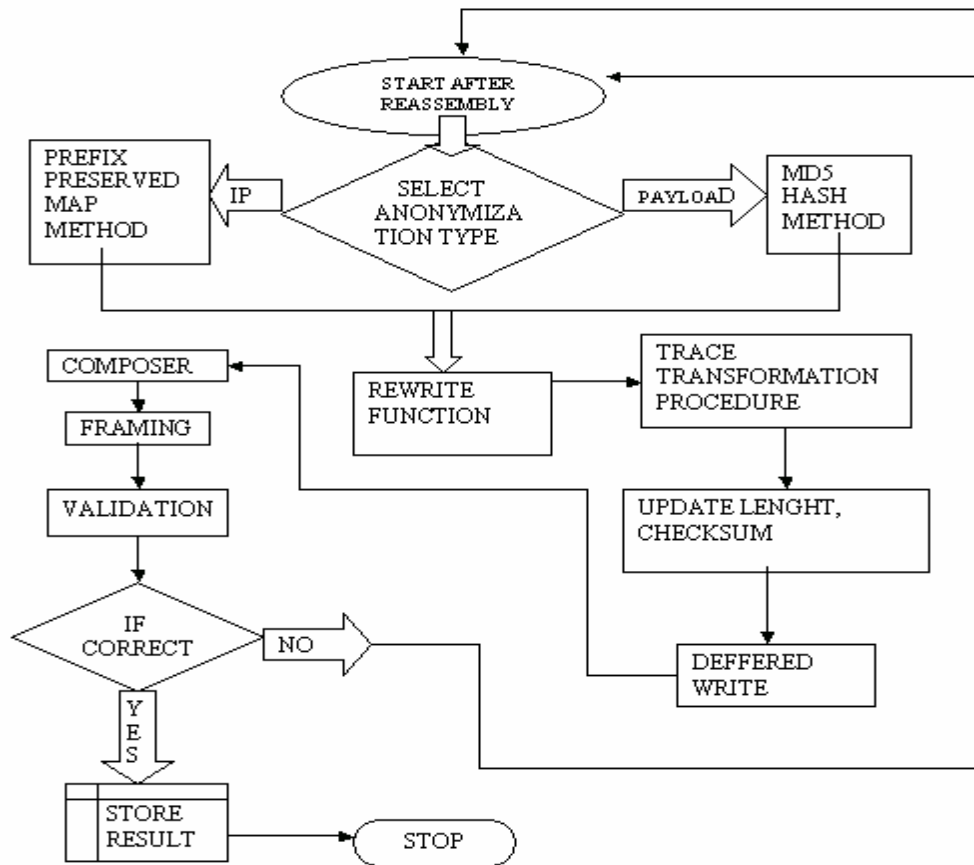 START AFTER
REASSEMBLY
PREFIX
PRESERVED
MAP
METHOD
IP
SELECT
ANONYMIZA
TION TYPE
PAYLOAD
MD5
HASH
METHOD
REWRITE
FUNCTION
TRACE
TRANSFORMATION
PROCEDURE
UPDATE LENGHT,
CHECKSUM
DEFFERED
WRITE
COMPOSER
FRAMING
VALIDATION
IF
CORRECT
NO
YES
STORE
RESULT
STOP